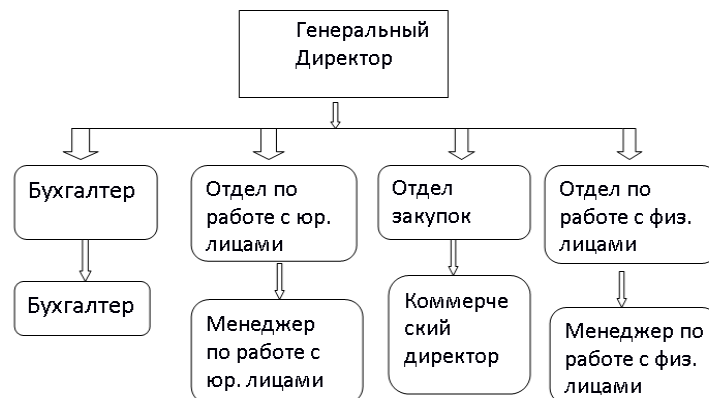 Генеральный
Директор
Бухгалтер
Отдел по
работе с юр.
лицами
Отдел
закупок
Отдел по
работе с физ.
лицами
Бухгалтер
Менеджер
по работе с
юр. лицами
Коммерче
ский
директор
Менеджер по
работе с физ.
лицами